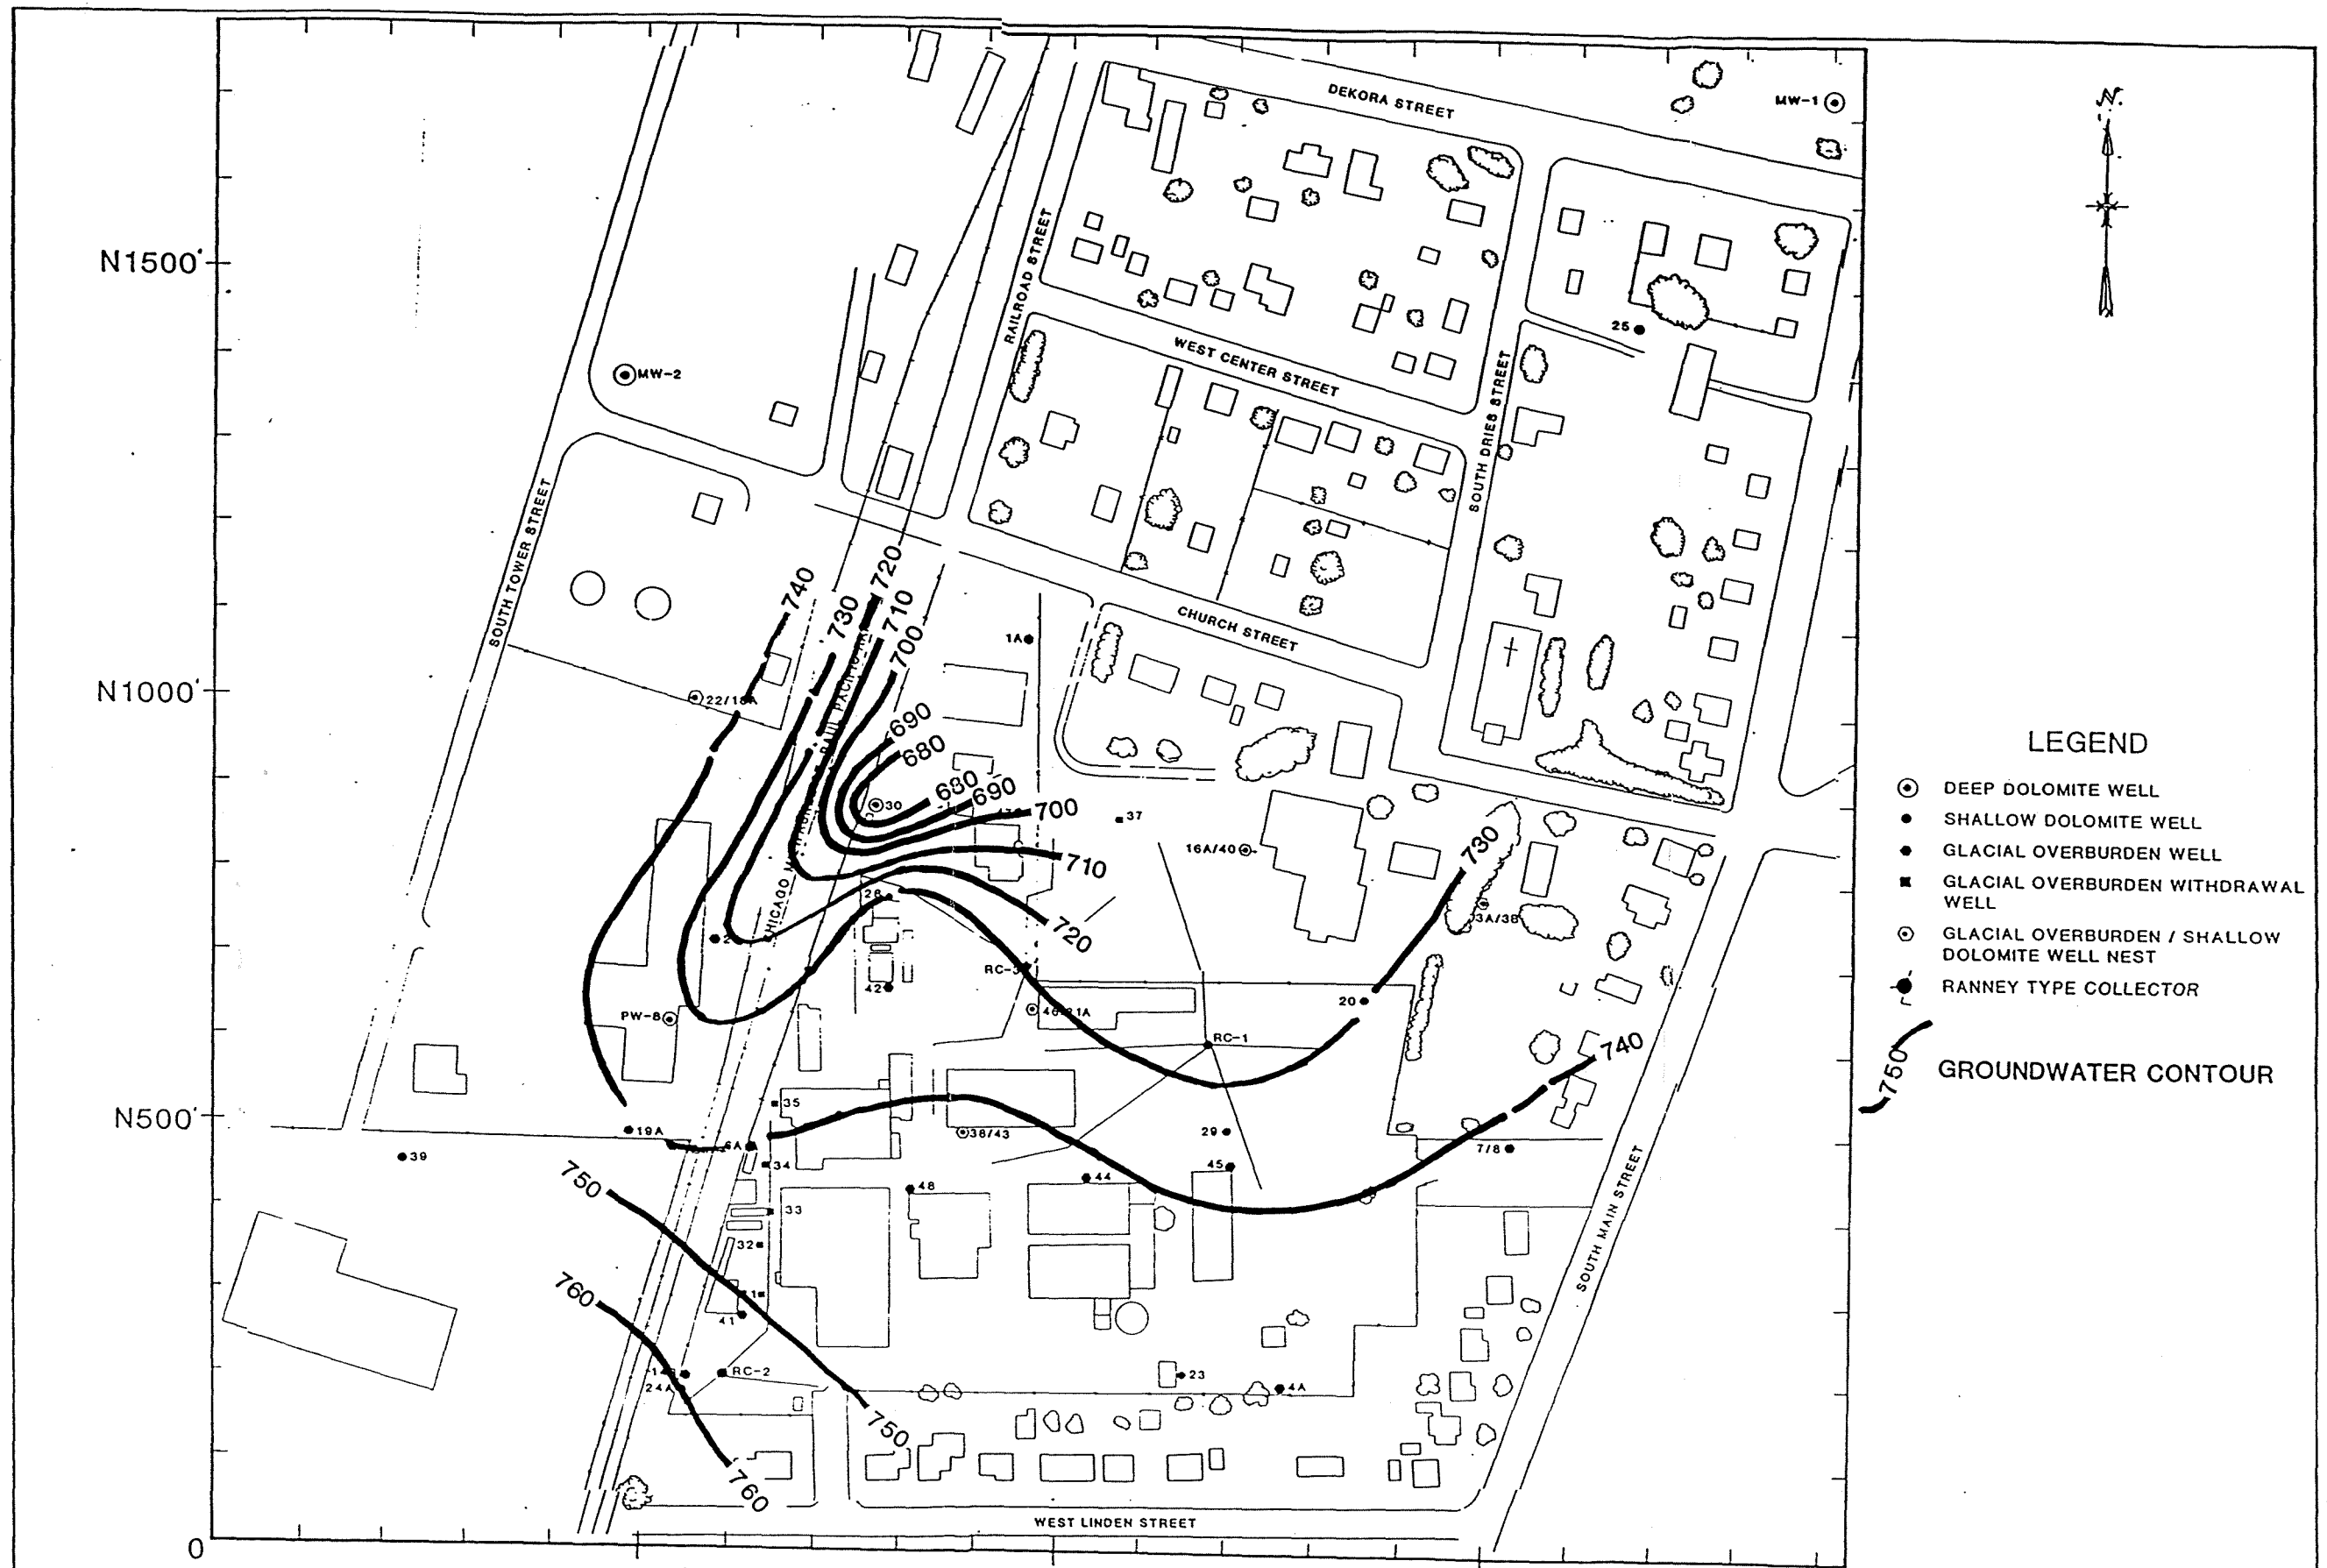 DEKORA STREET
MW-1
N
N1500'
RAILROAD STREET
25
WEST CENTER STREET
MW-2
SOUTH DRIES STREET
SOUTH TOWER STREET
740
730
720
710
700
1A
CHURCH STREET
N1000'
22/18A
690
680
680
690
700
30
37
710
16A/40
730
3A/38
720
28
RC-3
42
20
PW-8
RC-1
740
35
N500'
19A
6A
38/43
29
7/8
39
34
45
44
48
750
33
32
SOUTH MAIN STREET
760
41
RC-2
24A
23
4A
750
760
WEST LINDEN STREET
0
LEGEND
DEEP DOLOMITE WELL
SHALLOW DOLOMITE WELL
GLACIAL OVERBURDEN WELL
GLACIAL OVERBURDEN WITHDRAWAL
WELL
GLACIAL OVERBURDEN / SHALLOW
DOLOMITE WELL NEST
RANNEY TYPE COLLECTOR
750
GROUNDWATER CONTOUR